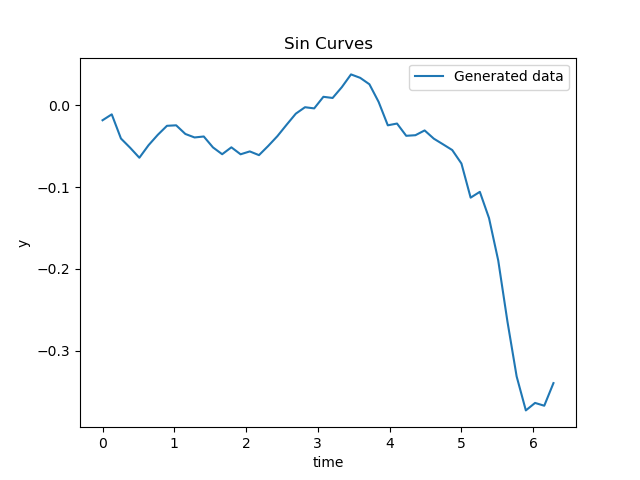 Sin Curves
Generated data
0.0
−0.1
−0.2
−0.3
y
0 1 2 3 4 5 6
time